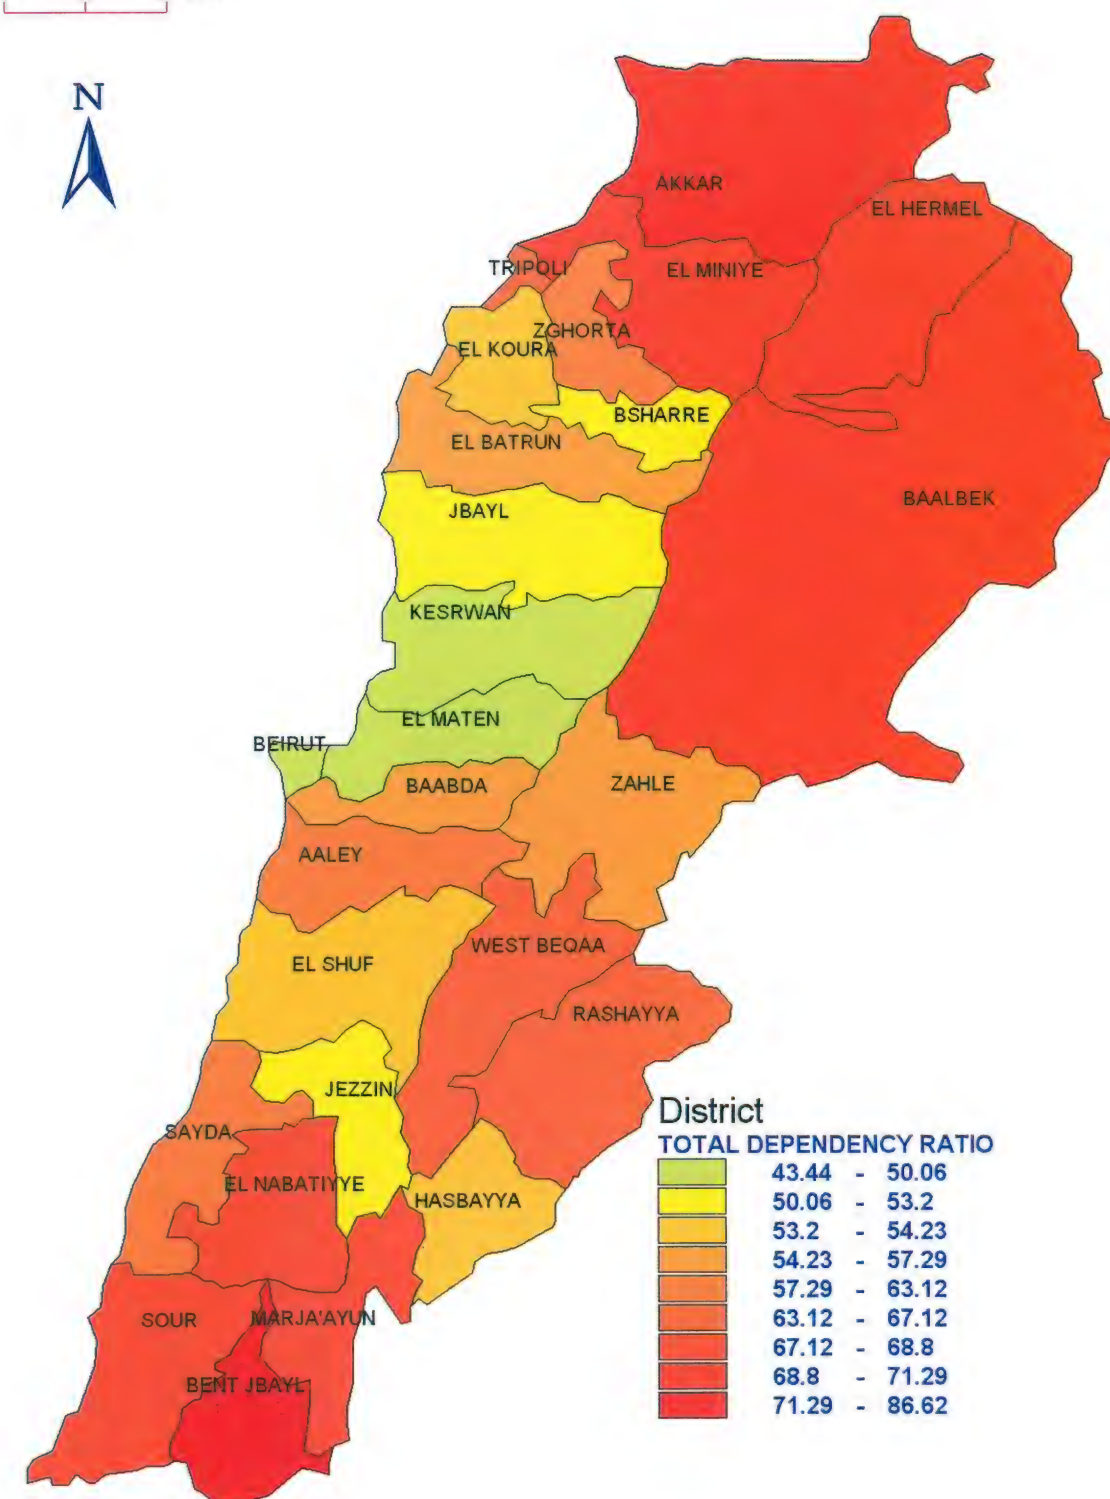 N
AKKAR
EL HERMEL
TRIPOLI
EL MINIYE
ZGHORTA
EL KOURA
BSHARRE
EL BATRUN
BAALBEK
JBAYL
KESRWAN
EL MATEN
BEIRUT
BAABDA
ZAHLE
AALEY
WEST BEQAA
EL SHUF
RASHAYYA
JEZZIN
SAYDA
EL NABATIYYE
HASBAYYA
SOUR
MARJA'AYUN
BENT JBAYL
District
TOTAL DEPENDENCY RATIO
43.44 - 50.06
50.06 - 53.2
53.2 - 54.23
54.23 - 57.29
57.29 - 63.12
63.12 - 67.12
67.12 - 68.8
68.8 - 71.29
71.29 - 86.62